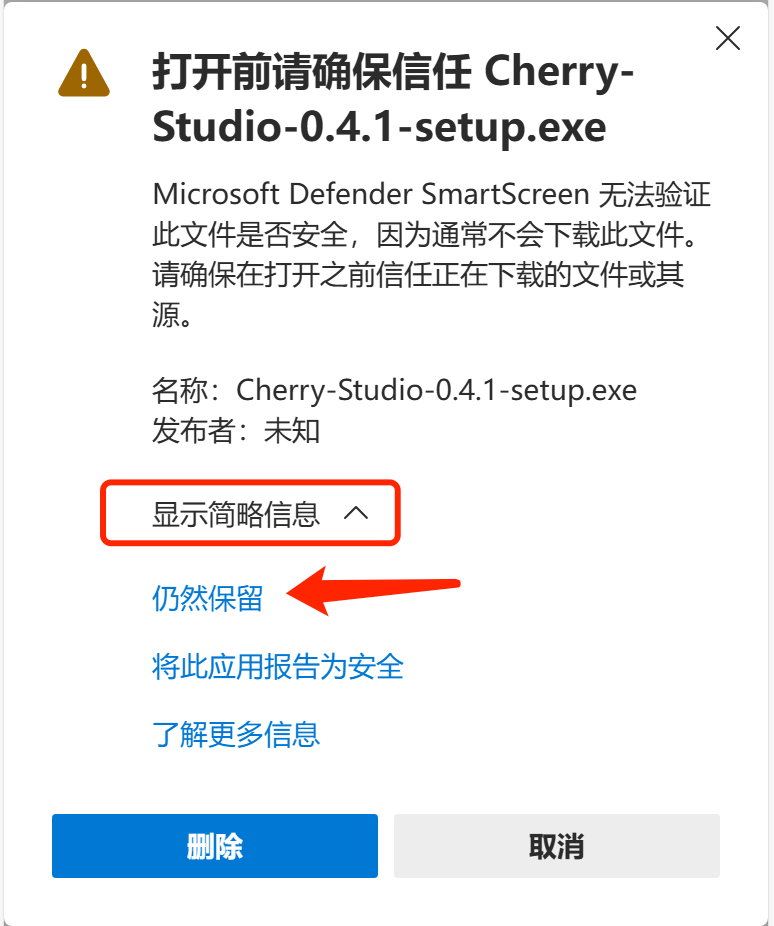 打开前请确保信任 Cherry-
Studio-0.4.1-setup.exe
Microsoft Defender SmartScreen 无法验证
此文件是否安全，因为通常不会下载此文件。
请确保在打开之前信任正在下载的文件或其
源。
名称：Cherry-Studio-0.4.1-setup.exe
发布者：未知
显示简略信息
仍然保留
将此应用报告为安全
了解更多信息
删除
取消